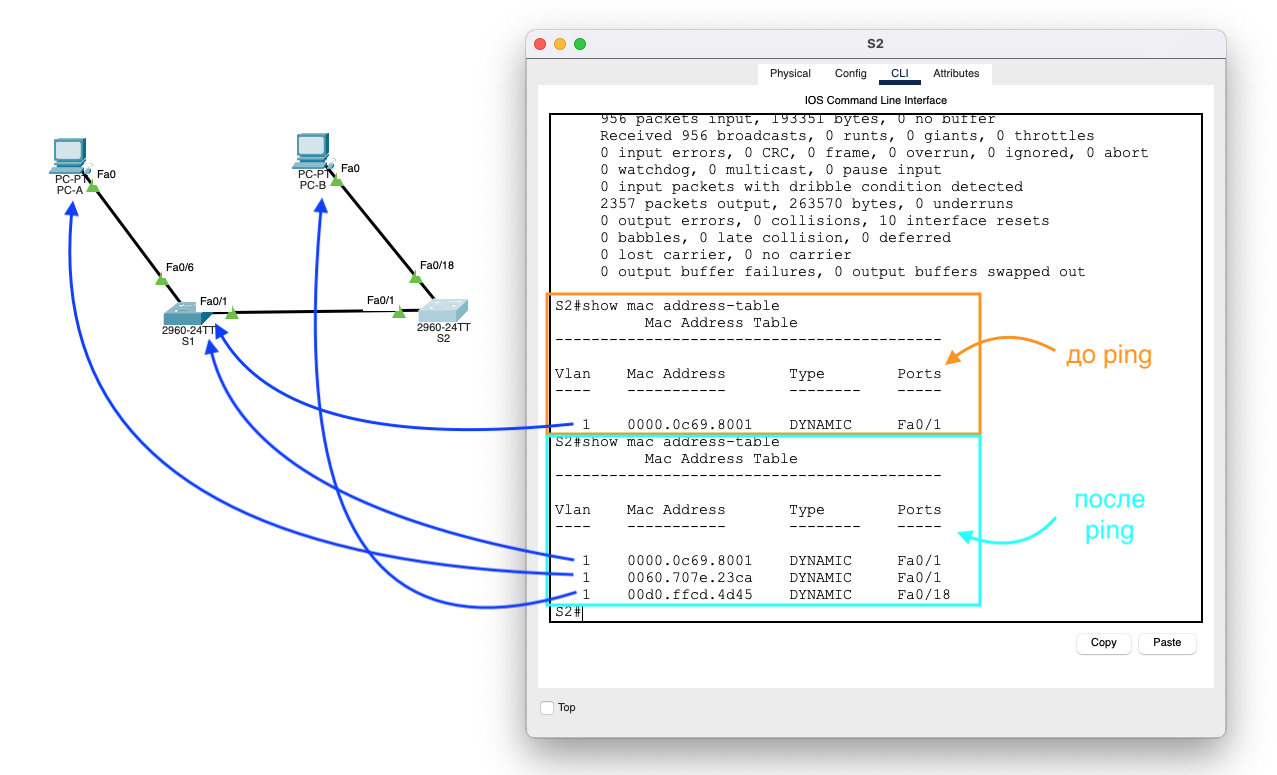 S2
Physical Config CLI Attributes
IOS Command Line Interface
956 packets input, 193351 bytes, 0 no buffer
Received 956 broadcasts, 0 runts, 0 giants, 0 throttles
0 input errors, 0 CRC, 0 frame, 0 overrun, 0 ignored, 0 abort
0 watchdog, 0 multicast, 0 pause input
0 input packets with dribble condition detected
2357 packets output, 263570 bytes, 0 underruns
0 output errors, 0 collisions, 10 interface resets
0 babbles, 0 late collision, 0 deferred
0 lost carrier, 0 no carrier
0 output buffer failures, 0 output buffers swapped out
S2#show mac address-table
Mac Address Table
-------------------------------------------
Vlan Mac Address Type Ports
---- ----------- -------- -----
1 0000.0c69.8001 DYNAMIC Fa0/1
S2#show mac address-table
Mac Address Table
-------------------------------------------
Vlan Mac Address Type Ports
---- ----------- -------- -----
1 0000.0c69.8001 DYNAMIC Fa0/1
1 0060.707e.23ca DYNAMIC Fa0/1
1 00d0.ffcd.4d45 DYNAMIC Fa0/18
S2#
Copy Paste
Top
до ping
после
ping
PC-PT
PC-A
Fa0
PC-PT
PC-B
Fa0
Fa0/6
Fa0/18
Fa0/1
Fa0/1
2960-24TT
S1
2960-24TT
S2